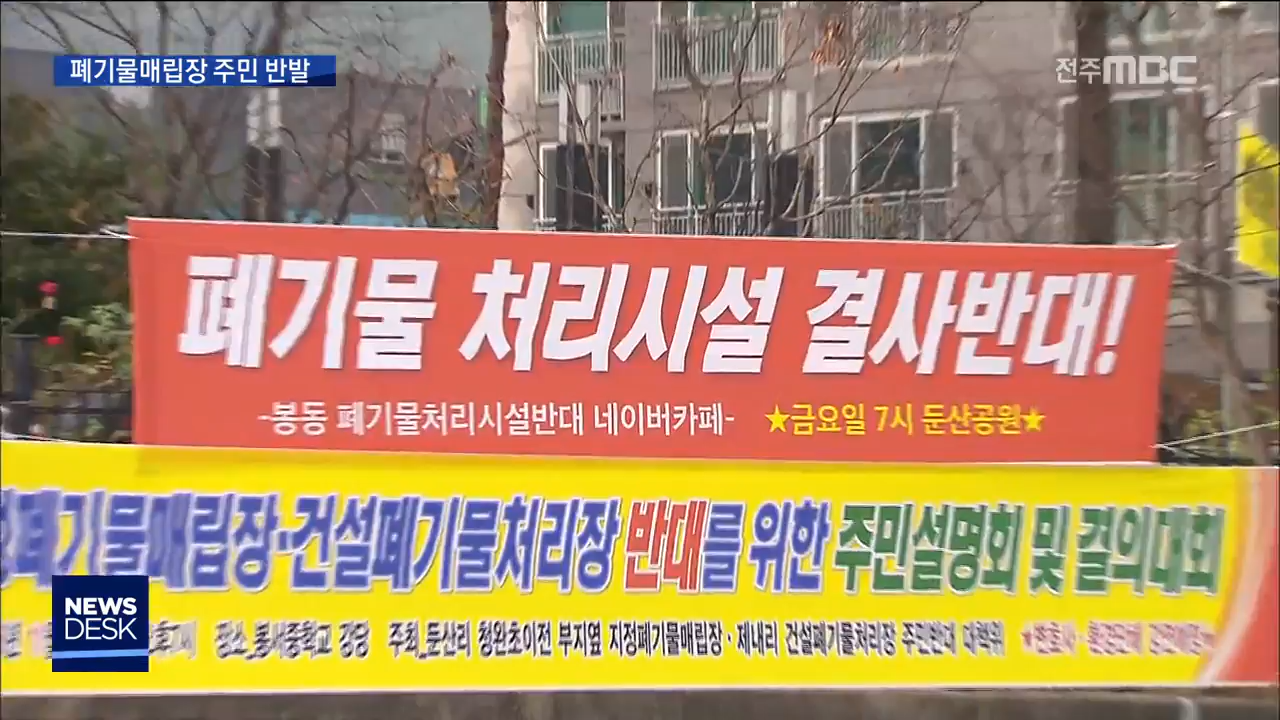 폐기물매립장 주민 반발
전주MBC
폐기물 처리시설 결사반대!
-봉동 폐기물처리시설반대 네이버카페- ★금요일 7시 둔산공원★
폐기물매립장·건설폐기물처리장 반대를 위한 주민설명회 및 결의대회
장소_봉서중학교 강당 주최_둔산리 청완초이전 부지옆 지정폐기물매립장·제내리 건설폐기물처리장 주민반대 대책위
NEWS
DESK